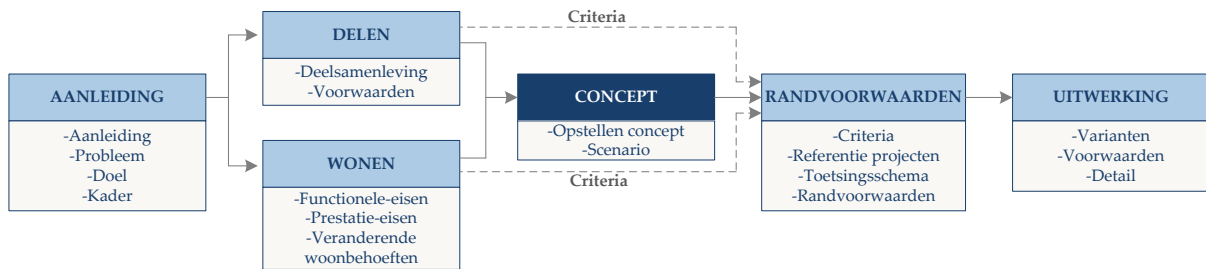 Criteria
DELEN
-Deelsamenleving
-Voorwaarden
AANLEIDING
-Aanleiding
-Probleem
-Doel
-Kader
WONEN
-Functionele-eisen
-Prestatie-eisen
-Veranderende
woonbehoeften
CONCEPT
-Opstellen concept
-Scenario
Criteria
RANDVOORWAARDEN
-Criteria
-Referentie projecten
-Toetsingsschema
-Randvoorwaarden
UITWERKING
-Varianten
-Voorwaarden
-Detail